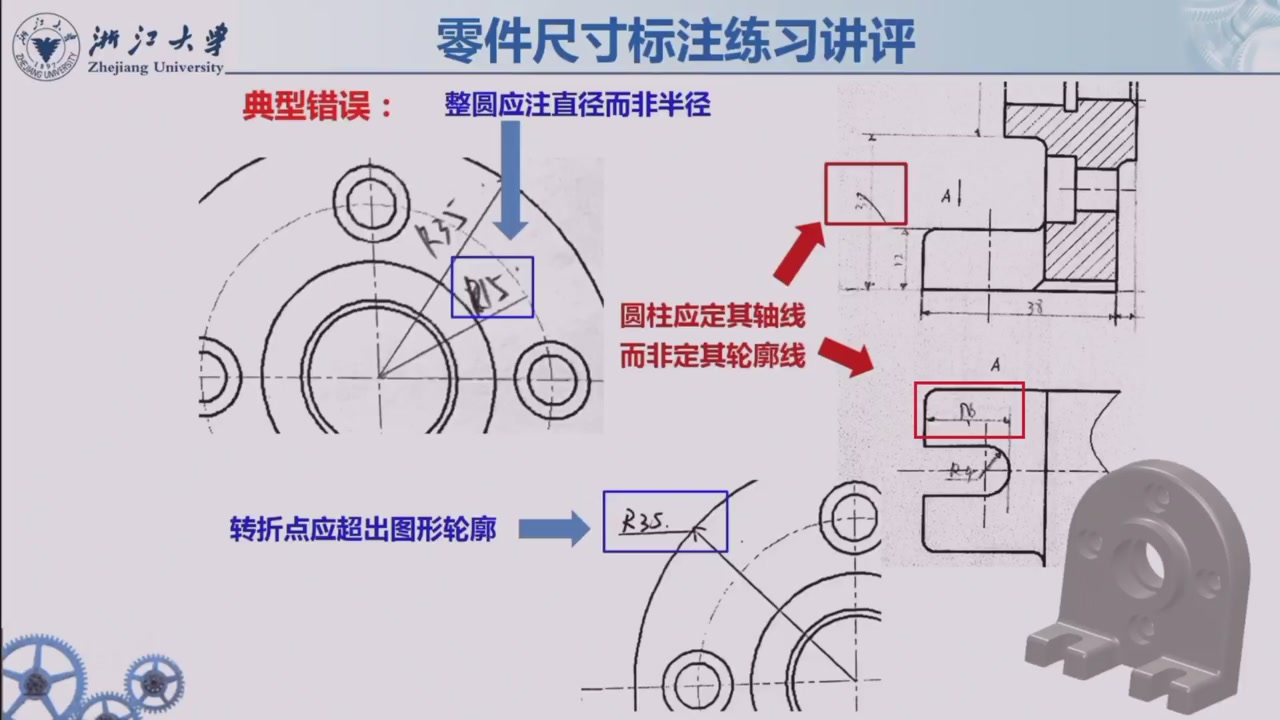 浙江大学
Zhejiang University
零件尺寸标注练习讲评
典型错误：
整圆应注直径而非半径
R35
R15
A
12
38
圆柱应定其轴线
而非定其轮廓线
A
R4
转折点应超出图形轮廓
R35.